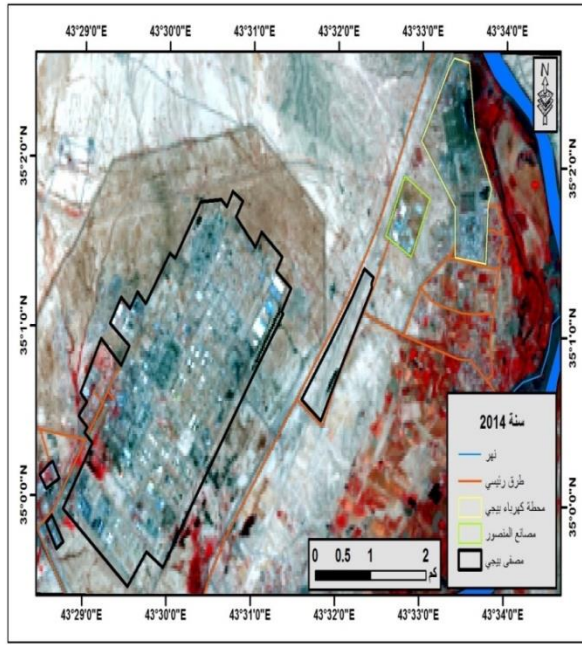 43°29'0"E 43°30'0"E 43°31'0"E 43°32'0"E 43°33'0"E 43°34'0"E
N
35°2'0"N 35°2'0"N
35°1'0"N 35°1'0"N
35°0'0"N 35°0'0"N
سنة 2014
نهر
طرق رئيسي
محطة كهرباء بيجي
مصانع المنصور
مصفى بيجي
0 0.5 1 2
كم
43°29'0"E 43°30'0"E 43°31'0"E 43°32'0"E 43°33'0"E 43°34'0"E